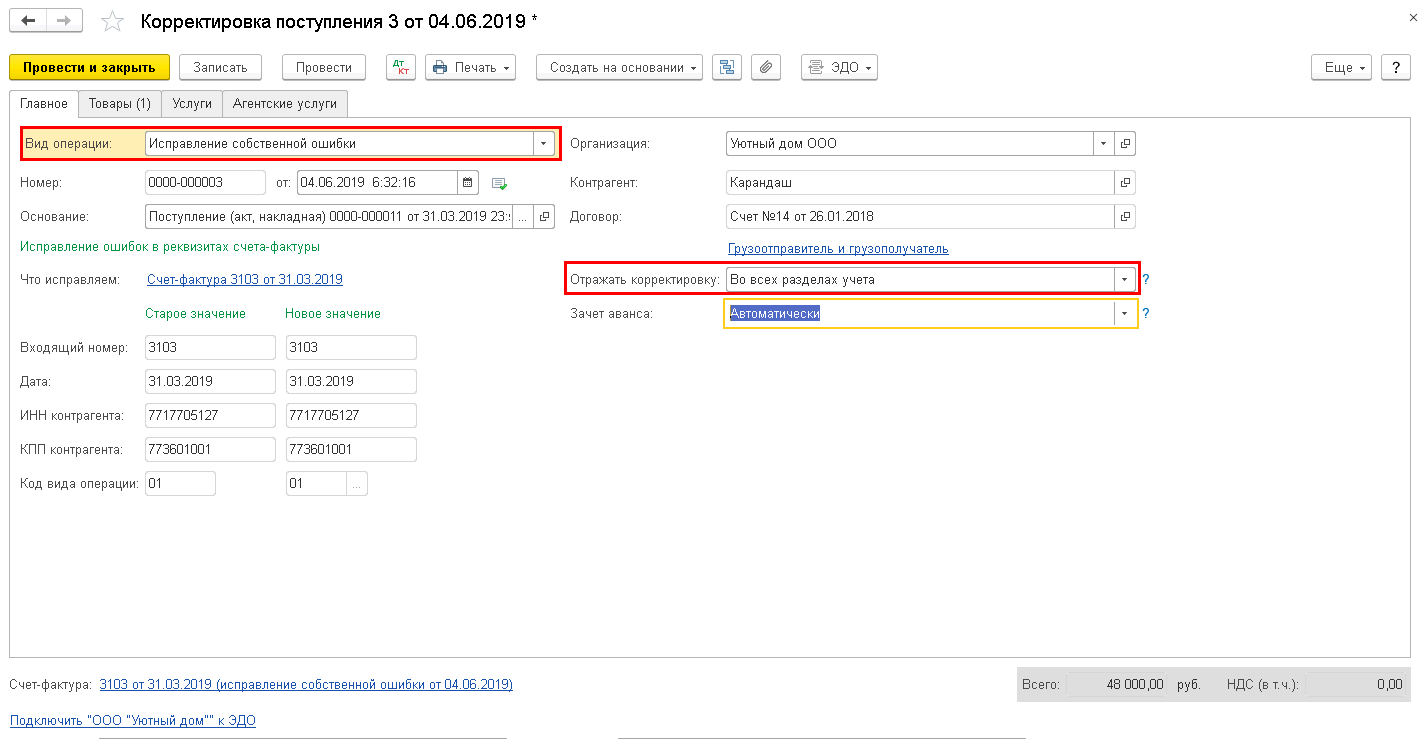 Корректировка поступления 3 от 04.06.2019 *
Провести и закрыть Записать Провести Дт Кт Печать Создать на основании ЭДО Еще ?
Главное Товары (1) Услуги Агентские услуги
Вид операции: Исправление собственной ошибки Организация: Уютный дом ООО
Номер: 0000-000003 от: 04.06.2019 6:32:16 Контрагент: Карандаш
Основание: Поступление (акт, накладная) 0000-000011 от 31.03.2019 23: ... Договор: Счет №14 от 26.01.2018
Исправление ошибок в реквизитах счета-фактуры Грузоотправитель и грузополучатель
Что исправляем: Счет-фактура 3103 от 31.03.2019 Отражать корректировку: Во всех разделах учета ?
Старое значение Новое значение Зачет аванса: Автоматически ?
Входящий номер: 3103 3103
Дата: 31.03.2019 31.03.2019
ИНН контрагента: 7717705127 7717705127
КПП контрагента: 773601001 773601001
Код вида операции: 01 01 ...
Счет-фактура: 3103 от 31.03.2019 (исправление собственной ошибки от 04.06.2019) Всего: 48 000,00 руб. НДС (в т.ч.): 0,00
Подключить "ООО "Уютный дом"" к ЭДО